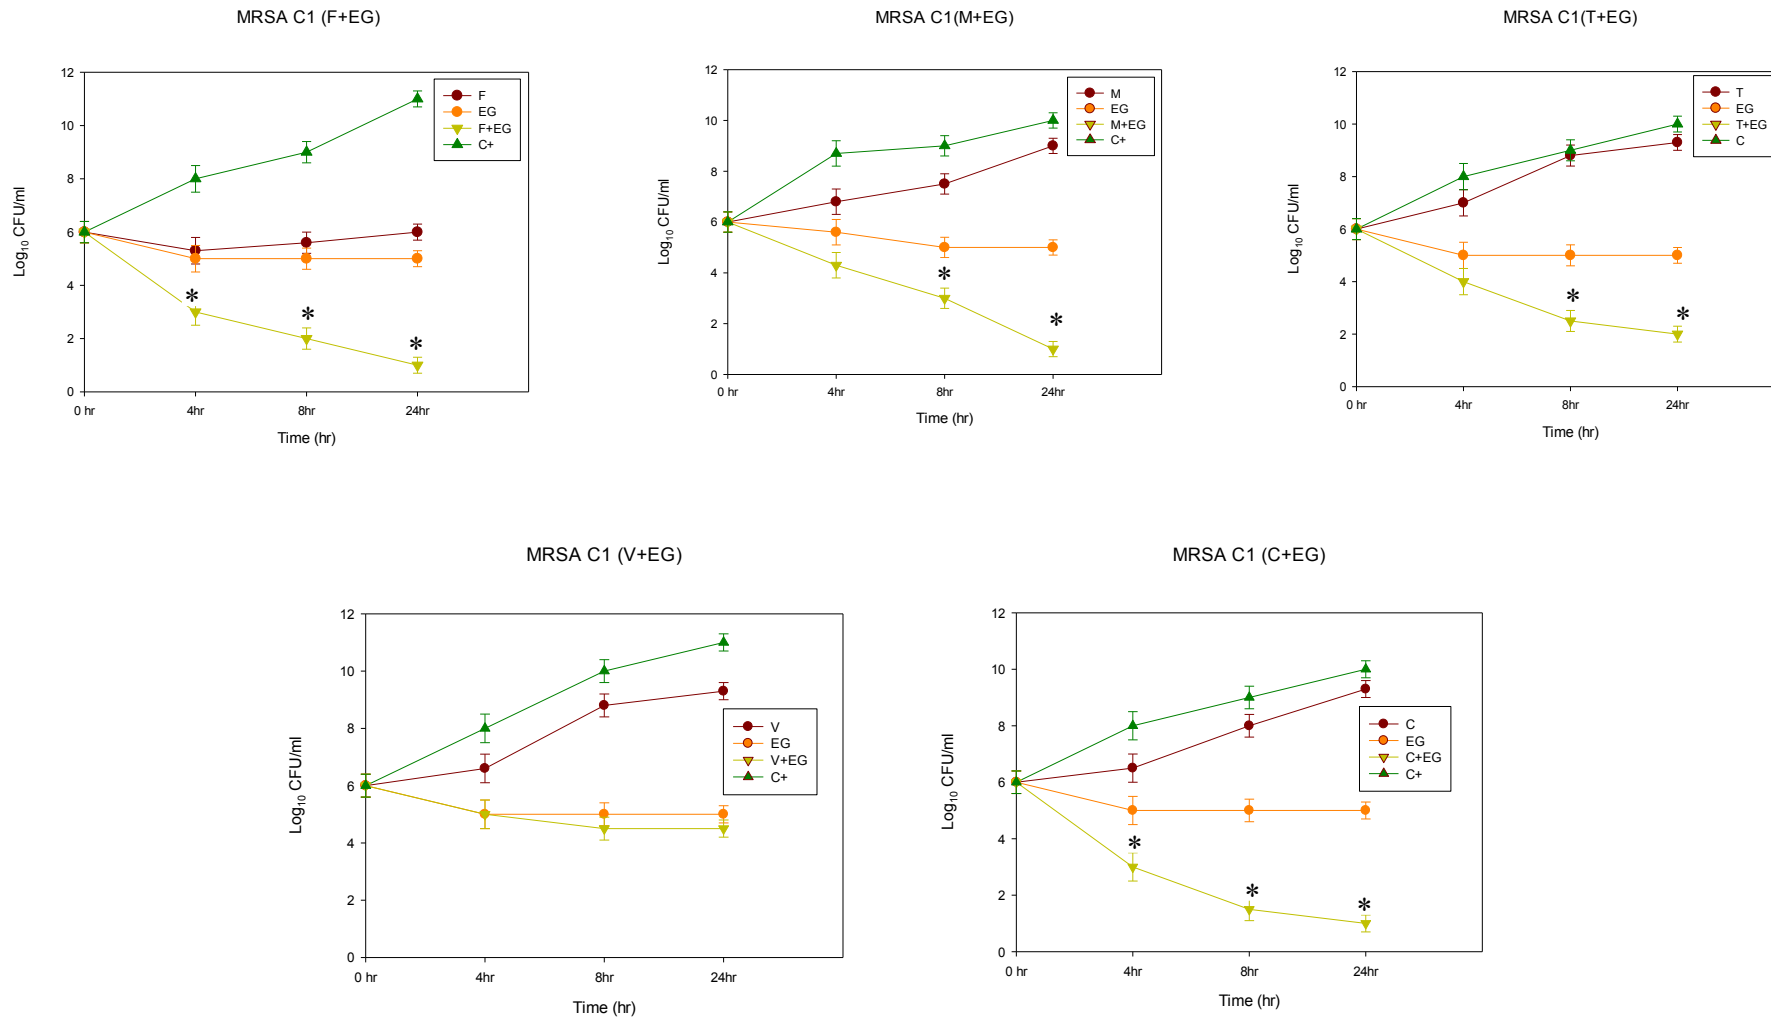 MRSA C1 (F+EG)
12
10
8
6
4
2
0
Log10 CFU/ml
0 hr
4hr
8hr
24hr
Time (hr)
F
EG
F+EG
C+
*
*
*
MRSA C1(M+EG)
12
10
8
6
4
2
0
Log10 CFU/ml
0 hr
4hr
8hr
24hr
Time (hr)
M
EG
M+EG
C+
*
*
MRSA C1(T+EG)
12
10
8
6
4
2
0
Log10 CFU/ml
0 hr
4hr
8hr
24hr
Time (hr)
T
EG
T+EG
C
*
*
MRSA C1 (V+EG)
12
10
8
6
4
2
0
Log10 CFU/ml
0 hr
4hr
8hr
24hr
Time (hr)
V
EG
V+EG
C+
MRSA C1 (C+EG)
12
10
8
6
4
2
0
Log10 CFU/ml
0 hr
4hr
8hr
24hr
Time (hr)
C
EG
C+EG
C+
*
*
*